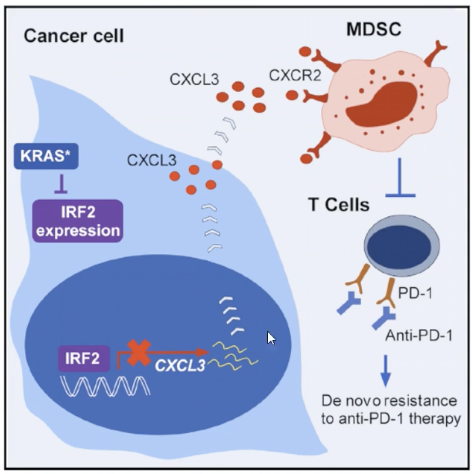 Cancer cell
MDSC
CXCL3
CXCR2
CXCL3
KRAS*
IRF2
expression
T Cells
PD-1
Anti-PD-1
IRF2
CXCL3
De novo resistance
to anti-PD-1 therapy